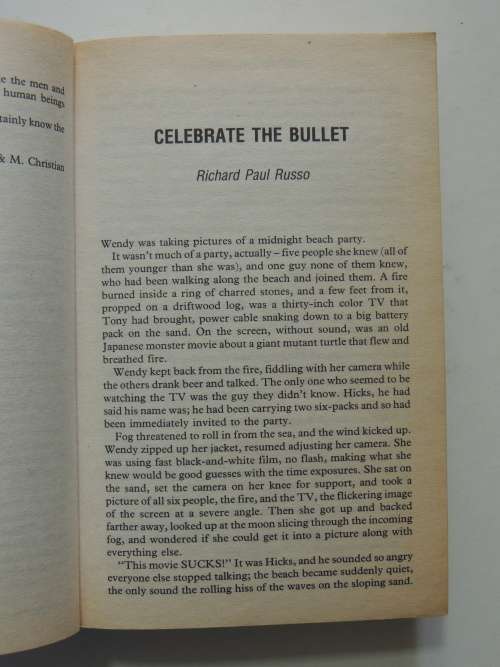 e the men and
human beings
tainly know the
& M. Christian
CELEBRATE THE BULLET
Richard Paul Russo
Wendy was taking pictures of a midnight beach party.
It wasn't much of a party, actually – five people she knew (all of
them younger than she was), and one guy none of them knew,
who had been walking along the beach and joined them. A fire
burned inside a ring of charred stones, and a few feet from it,
propped on a driftwood log, was a thirty-inch color TV that
Tony had brought, power cable snaking down to a big battery
pack on the sand. On the screen, without sound, was an old
Japanese monster movie about a giant mutant turtle that flew and
breathed fire.
Wendy kept back from the fire, fiddling with her camera while
the others drank beer and talked. The only one who seemed to be
watching the TV was the guy they didn't know. Hicks, he had
said his name was; he had been carrying two six-packs and so had
been immediately invited to the party.
Fog threatened to roll in from the sea, and the wind kicked up.
Wendy zipped up her jacket, resumed adjusting her camera. She
was using fast black-and-white film, no flash, making what she
knew would be good guesses with the time exposures. She sat on
the sand, set the camera on her knee for support, and took a
picture of all six people, the fire, and the TV, the flickering image
of the screen at a severe angle. Then she got up and backed
farther away, looked up at the moon slicing through the incoming
fog, and wondered if she could get it into a picture along with
everything else.
"This movie SUCKS!" It was Hicks, and he sounded so angry
everyone else stopped talking; the beach became suddenly quiet,
the only sound the rolling hiss of the waves on the sloping sand.